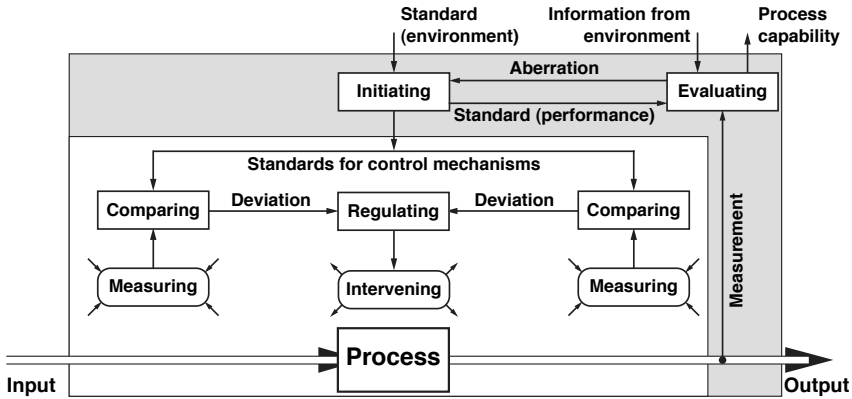 Standard
(environment)
Information from
environment
Process
capability
Aberration
Initiating
Evaluating
Standard (performance)
Standards for control mechanisms
Comparing
Deviation
Regulating
Deviation
Comparing
Measurement
Measuring
Intervening
Measuring
Process
Input
Output